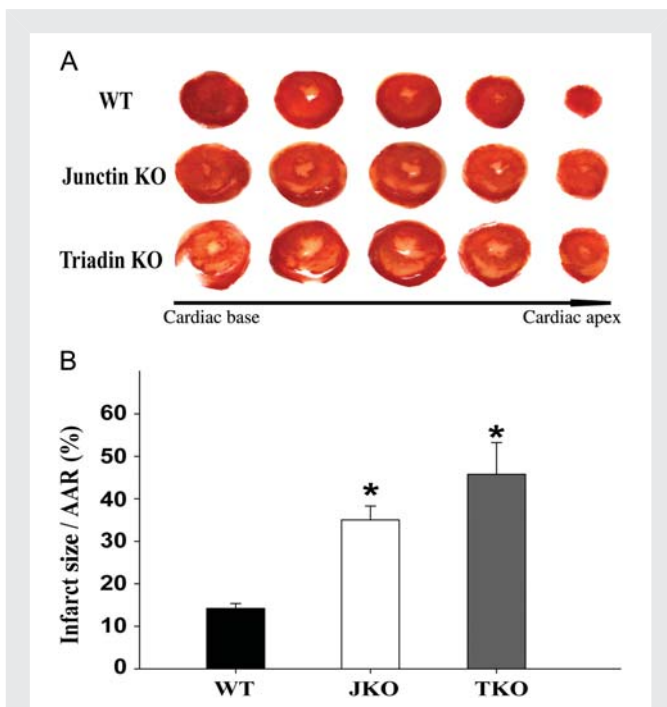 A
WT
Junctin KO
Triadin KO
Cardiac base Cardiac apex
B
Infarct size / AAR (%)
60
50
40
30
20
10
0
*
*
WT JKO TKO